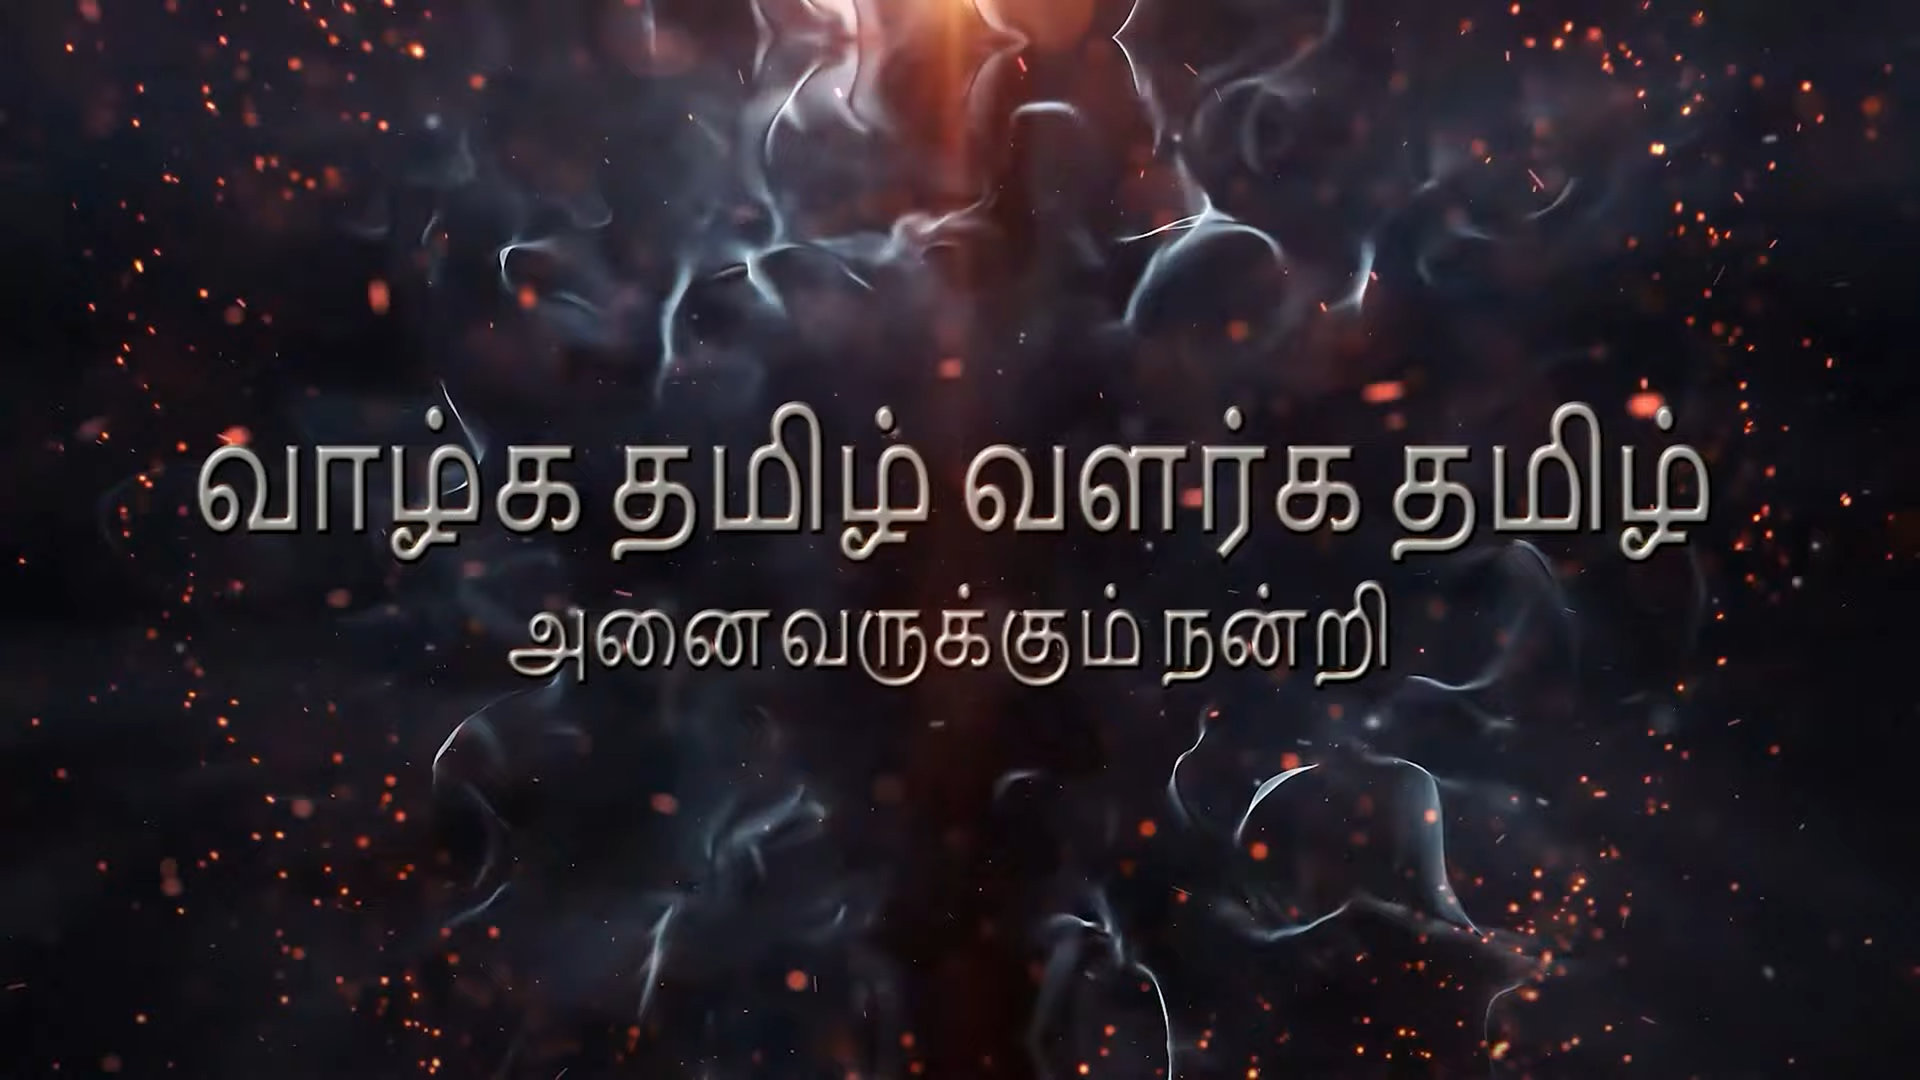 வாழ்க தமிழ் வளர்க தமிழ்
அனைவருக்கும் நன்றி